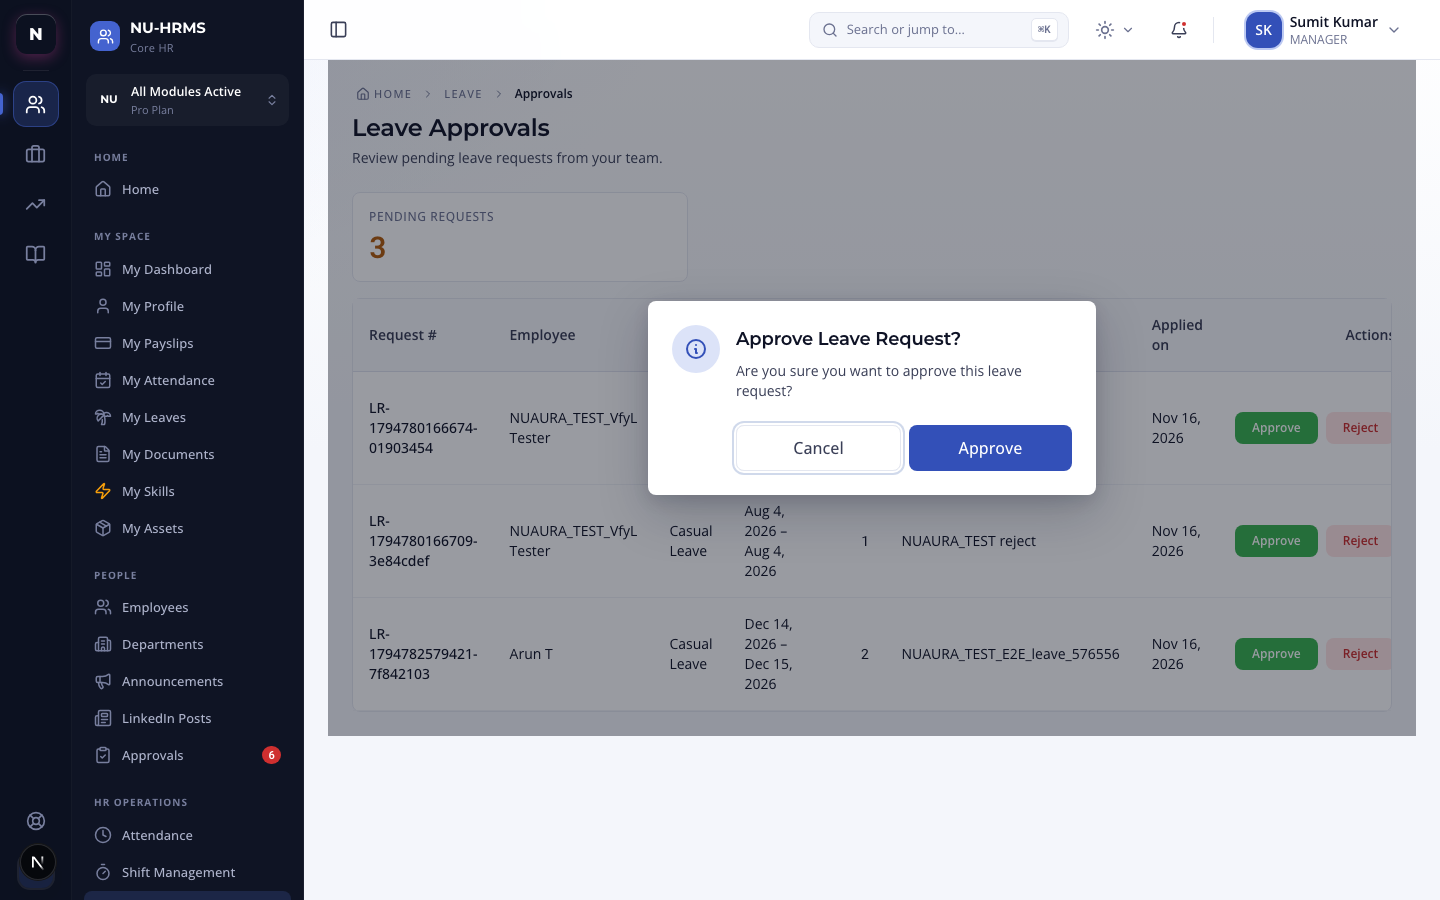 N
NU-HRMS
Core HR
NU
All Modules Active
Pro Plan
HOME
Home
MY SPACE
My Dashboard
My Profile
My Payslips
My Attendance
My Leaves
My Documents
My Skills
My Assets
PEOPLE
Employees
Departments
Announcements
LinkedIn Posts
Approvals
6
HR OPERATIONS
Attendance
Shift Management
N
Search or jump to...
⌘K
SK
Sumit Kumar
MANAGER
HOME > LEAVE > Approvals
Leave Approvals
Review pending leave requests from your team.
PENDING REQUESTS
3
Request #
Employee
Applied
on
Actions
LR-
1794780166674-
01903454
NUAURA_TEST_VfyL
Tester
Nov 16,
2026
Approve
Reject
LR-
1794780166709-
3e84cdef
NUAURA_TEST_VfyL
Tester
Casual
Leave
Aug 4,
2026 –
Aug 4,
2026
1
NUAURA_TEST reject
Nov 16,
2026
Approve
Reject
LR-
1794782579421-
7f842103
Arun T
Casual
Leave
Dec 14,
2026 –
Dec 15,
2026
2
NUAURA_TEST_E2E_leave_576556
Nov 16,
2026
Approve
Reject
Approve Leave Request?
Are you sure you want to approve this leave
request?
Cancel
Approve